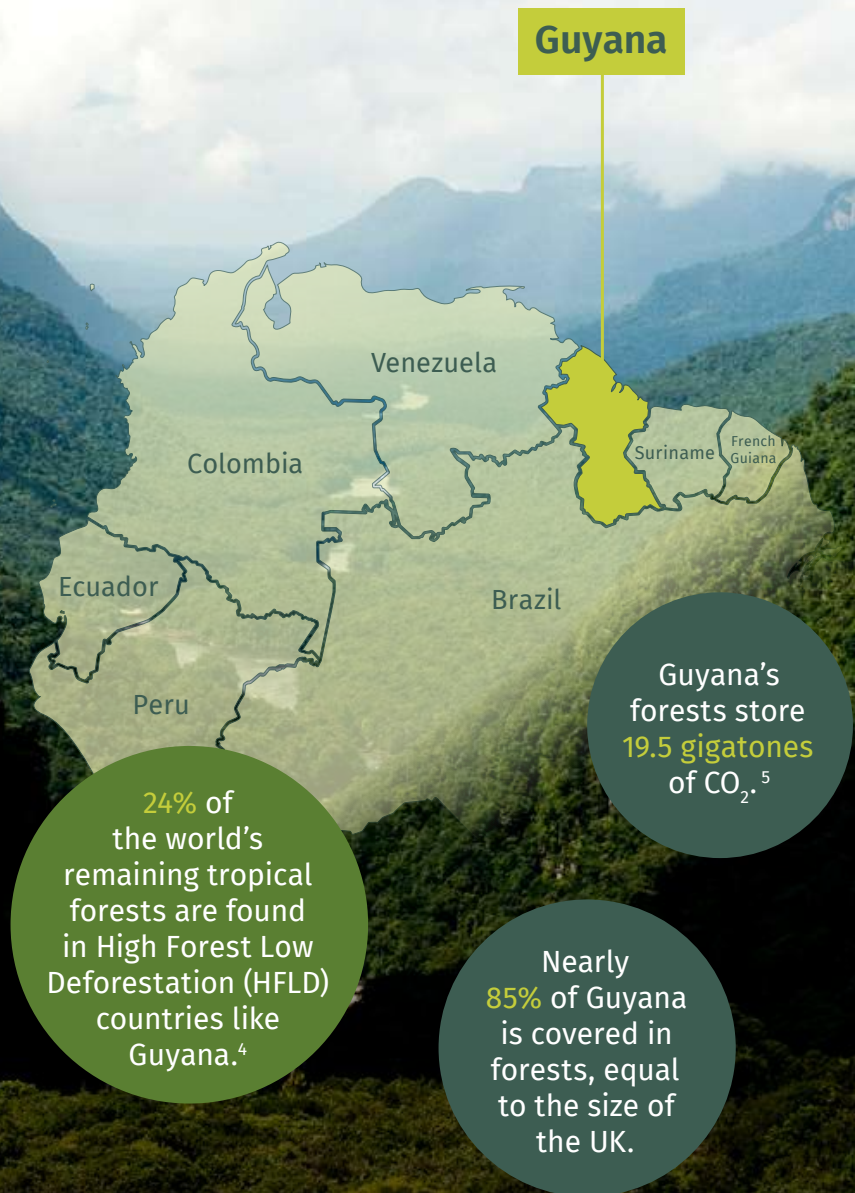 Guyana
Venezuela
Colombia
Suriname
French
Guiana
Ecuador
Brazil
Peru
Guyana’s
forests store
19.5 gigatones
of CO₂.⁵
24% of
the world’s
remaining tropical
forests are found
in High Forest Low
Deforestation (HFLD)
countries like
Guyana.⁴
Nearly
85% of Guyana
is covered in
forests, equal
to the size of
the UK.